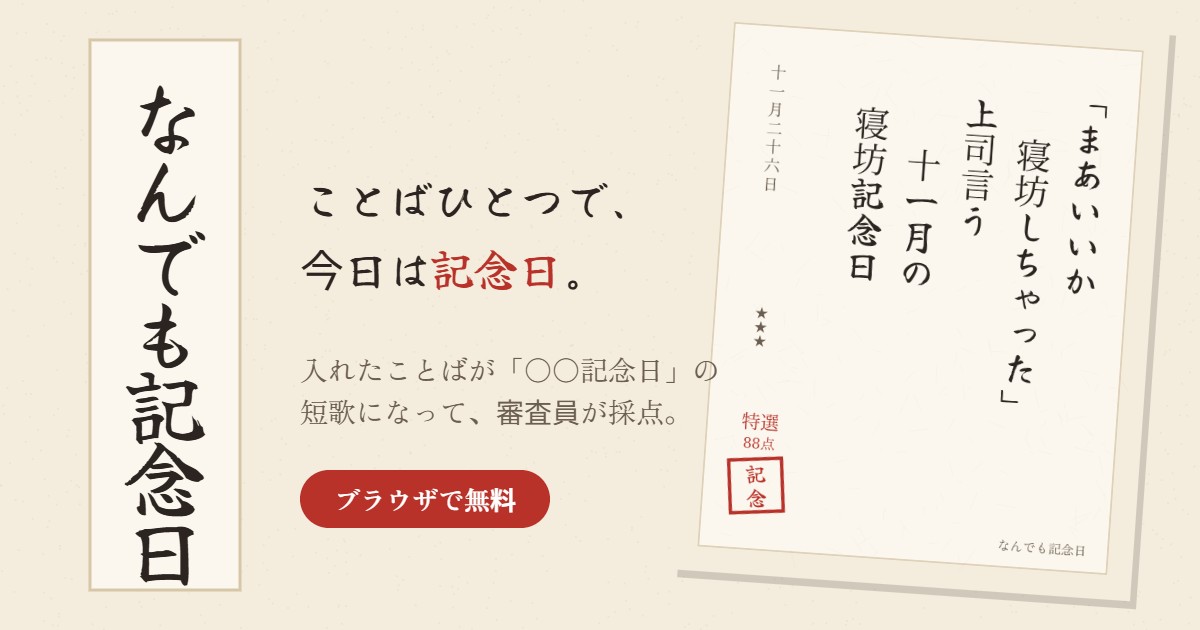 なんでも記念日
ことばひとつで、
今日は記念日。
入れたことばが「〇〇記念日」の
短歌になって、審査員が採点。
ブラウザで無料
「まあいいか
寝坊しちゃった」
上司言う
十一月の
寝坊記念日
十一月二十六日
★★★
特選
88点
記念
なんでも記念日